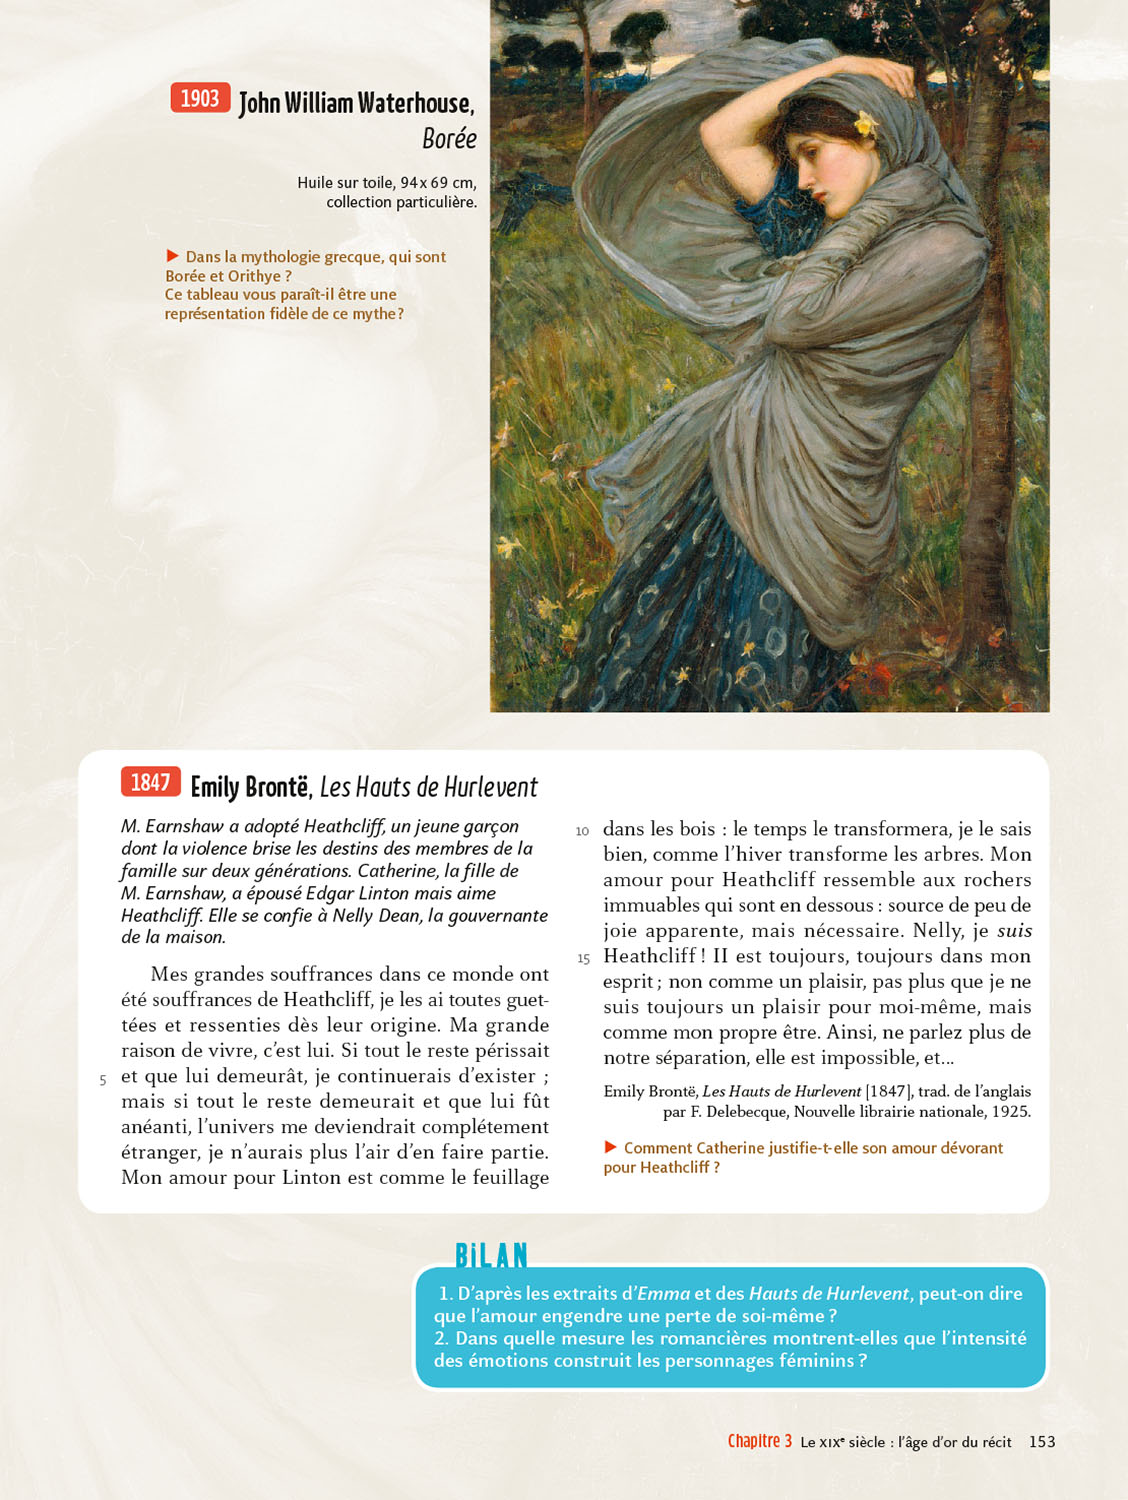 1903 John William Waterhouse,
Borée
Huile sur toile, 94 x 69 cm,
collection particulière.
▶ Dans la mythologie grecque, qui sont
Borée et Orithye ?
Ce tableau vous paraît-il être une
représentation fidèle de ce mythe ?
1847 Emily Brontë, Les Hauts de Hurlevent
M. Earnshaw a adopté Heathcliff, un jeune garçon
dont la violence brise les destins des membres de la
famille sur deux générations. Catherine, la fille de
M. Earnshaw, a épousé Edgar Linton mais aime
Heathcliff. Elle se confie à Nelly Dean, la gouvernante
de la maison.
Mes grandes souffrances dans ce monde ont
été souffrances de Heathcliff, je les ai toutes guet-
tées et ressenties dès leur origine. Ma grande
raison de vivre, c'est lui. Si tout le reste périssait
5 et que lui demeurât, je continuerais d'exister ;
mais si tout le reste demeurait et que lui fût
anéanti, l'univers me deviendrait complétement
étranger, je n'aurais plus l'air d'en faire partie.
Mon amour pour Linton est comme le feuillage
10 dans les bois : le temps le transformera, je le sais
bien, comme l'hiver transforme les arbres. Mon
amour pour Heathcliff ressemble aux rochers
immuables qui sont en dessous : source de peu de
joie apparente, mais nécessaire. Nelly, je suis
15 Heathcliff ! II est toujours, toujours dans mon
esprit ; non comme un plaisir, pas plus que je ne
suis toujours un plaisir pour moi-même, mais
comme mon propre être. Ainsi, ne parlez plus de
notre séparation, elle est impossible, et...
Emily Brontë, Les Hauts de Hurlevent [1847], trad. de l'anglais
par F. Delebecque, Nouvelle librairie nationale, 1925.
▶ Comment Catherine justifie-t-elle son amour dévorant
pour Heathcliff ?
BiLAN
1. D'après les extraits d'Emma et des Hauts de Hurlevent, peut-on dire
que l'amour engendre une perte de soi-même ?
2. Dans quelle mesure les romancières montrent-elles que l'intensité
des émotions construit les personnages féminins ?
Chapitre 3 Le XIXe siècle : l'âge d'or du récit 153